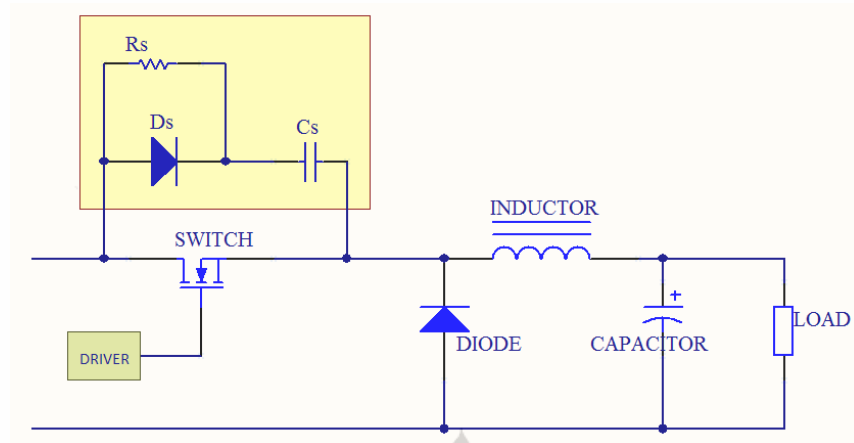 Rs
Ds
Cs
SWITCH
INDUCTOR
DRIVER
DIODE
+
CAPACITOR
LOAD